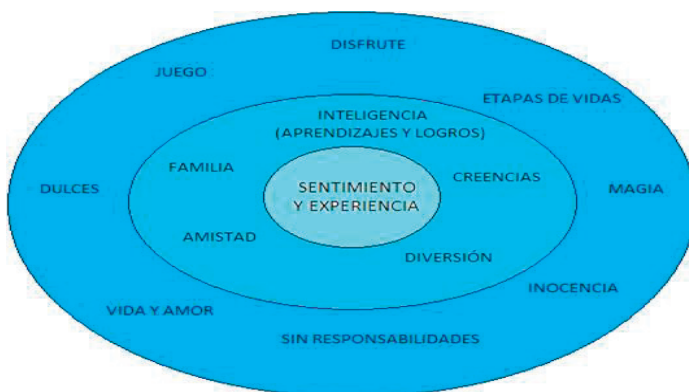 DISFRUTE
JUEGO
ETAPAS DE VIDAS
INTELIGENCIA
(APRENDIZAJES Y LOGROS)
FAMILIA
CREENCIAS
DULCES
SENTIMIENTO
Y EXPERIENCIA
MAGIA
AMISTAD
DIVERSIÓN
INOCENCIA
VIDA Y AMOR
SIN RESPONSABILIDADES